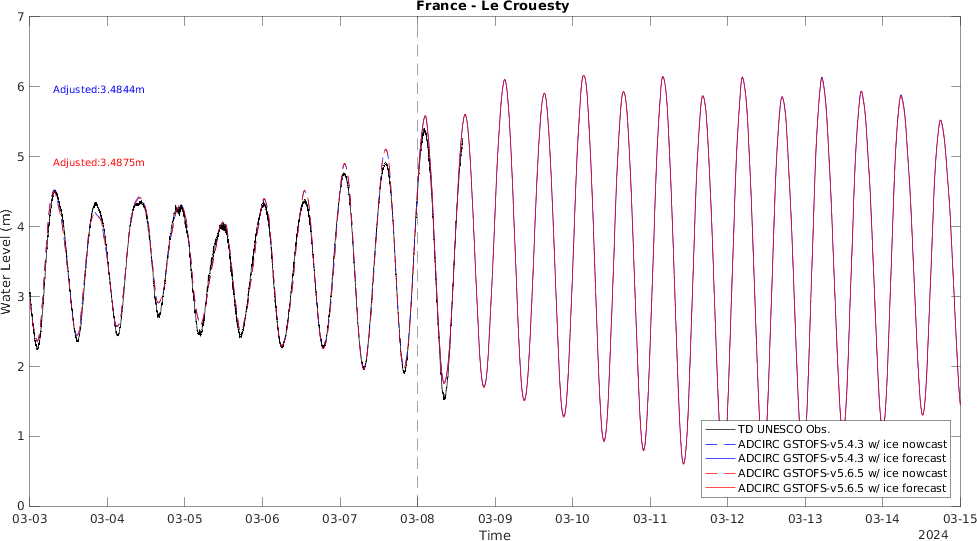 France - Le Crouesty
Water Level (m)
7
6
5
4
3
2
1
0
Adjusted:3.4844m
Adjusted:3.4875m
TD UNESCO Obs.
ADCIRC GSTOFS-v5.4.3 w/ ice nowcast
ADCIRC GSTOFS-v5.4.3 w/ ice forecast
ADCIRC GSTOFS-v5.6.5 w/ ice nowcast
ADCIRC GSTOFS-v5.6.5 w/ ice forecast
03-03 03-04 03-05 03-06 03-07 03-08 03-09 03-10 03-11 03-12 03-13 03-14 03-15
Time
2024